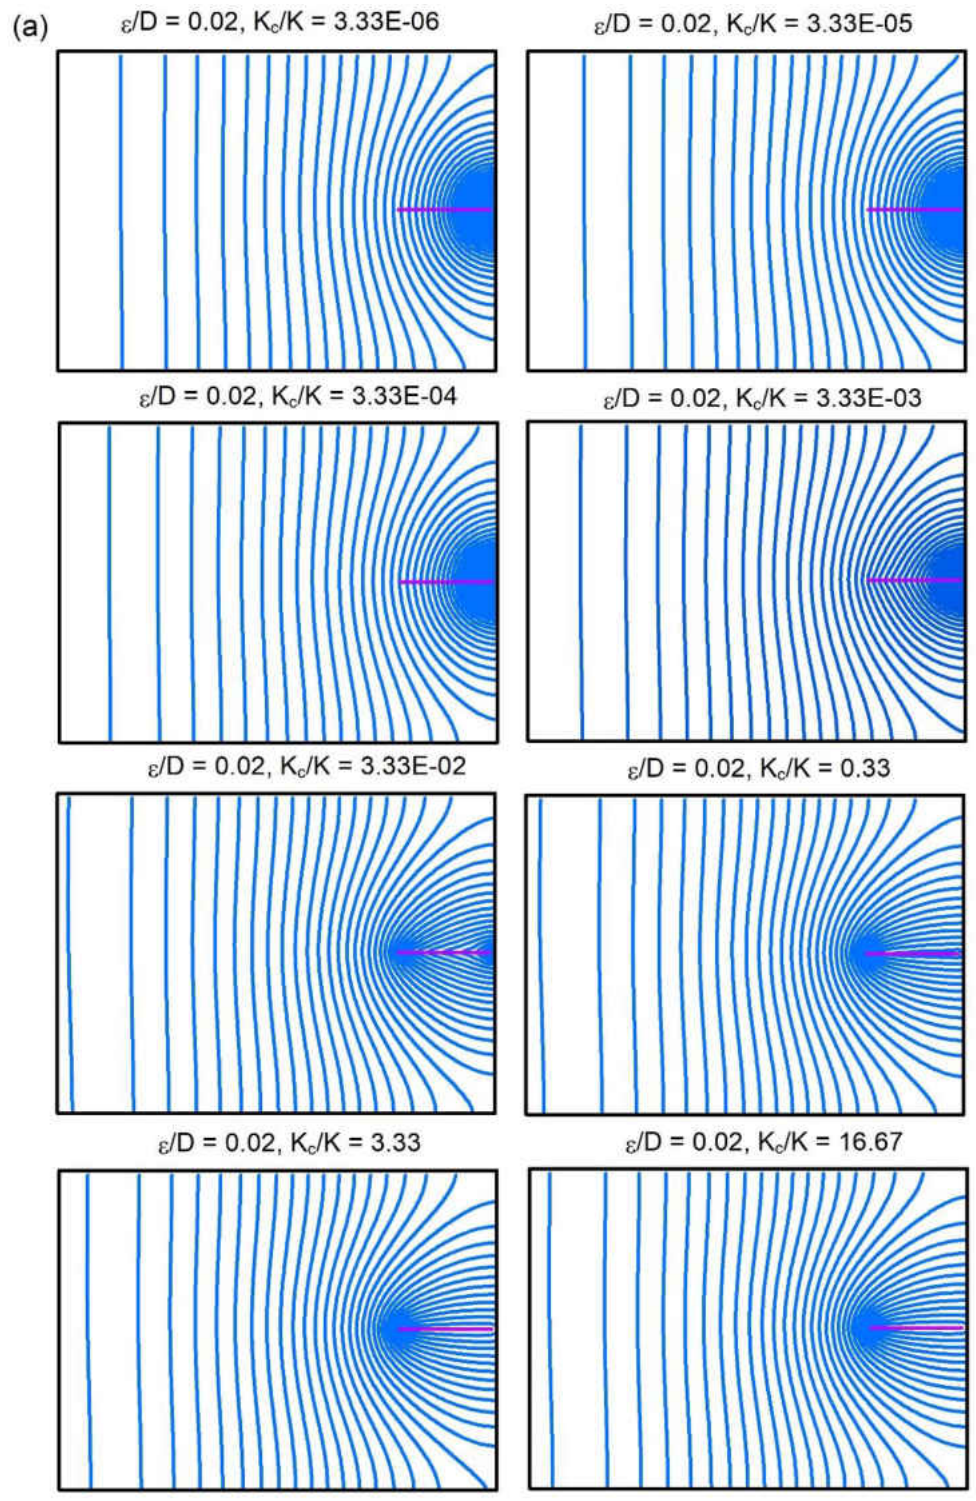 (a)
ε/D = 0.02, Kc/K = 3.33E-06
ε/D = 0.02, Kc/K = 3.33E-05
ε/D = 0.02, Kc/K = 3.33E-04
ε/D = 0.02, Kc/K = 3.33E-03
ε/D = 0.02, Kc/K = 3.33E-02
ε/D = 0.02, Kc/K = 0.33
ε/D = 0.02, Kc/K = 3.33
ε/D = 0.02, Kc/K = 16.67